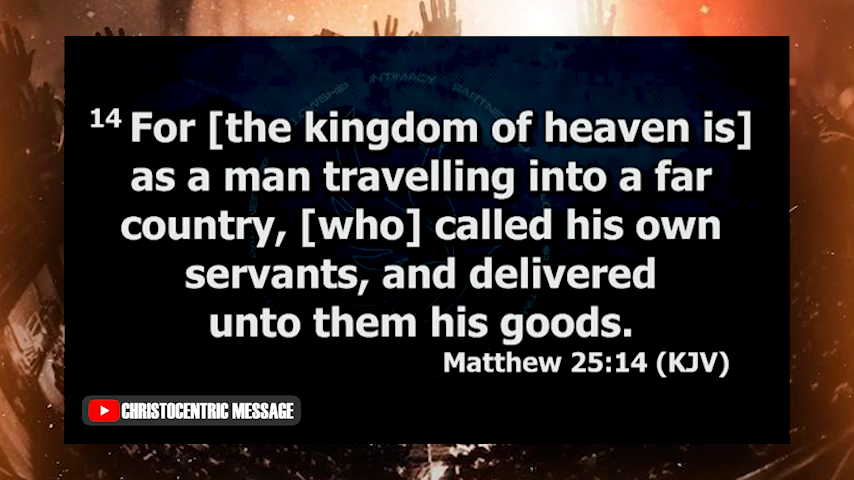 INTIMACY
14 For [the kingdom of heaven is]
as a man travelling into a far
country, [who] called his own
servants, and delivered
unto them his goods.
Matthew 25:14 (KJV)
CHRISTOCENTRIC MESSAGE